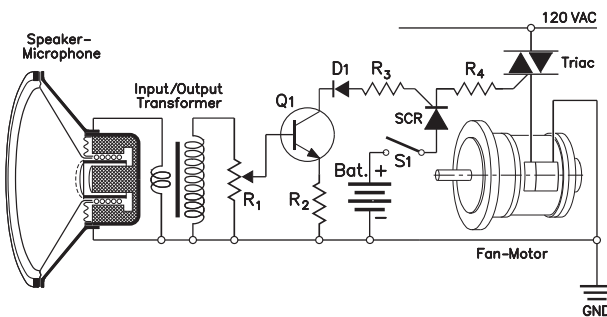 120 VAC
Speaker-
Microphone
Triac
D1
R3
R4
Input/Output
Transformer
Q1
SCR
S1
Bat. +
R1
R2
−
Fan-Motor
GND